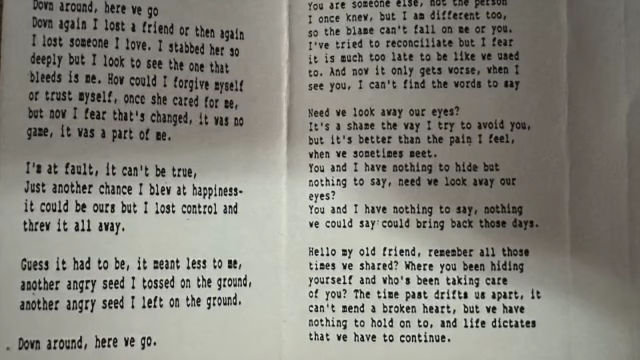 Down around, here we go
Down again I lost a friend or then again
I lost someone I love. I stabbed her so
deeply but I look to see the one that
bleeds is me. How could I forgive myself
or trust myself, once she cared for me,
but now I fear that's changed, it was no
game, it was a part of me.
I'm at fault, it can't be true,
Just another chance I blew at happiness-
it could be ours but I lost control and
threw it all away.
Guess it had to be, it meant less to me,
another angry seed I tossed on the ground,
another angry seed I left on the ground.
Down around, here we go.
You are someone else, not the person
I once knew, but I am different too,
so the blame can't fall on me or you.
I've tried to reconciliate but I fear
it is much too late to be like we used
to. And now it only gets worse, when I
see you, I can't find the words to say
Need we look away our eyes?
It's a shame the way I try to avoid you,
but it's better than the pain I feel,
when we sometimes meet.
You and I have nothing to hide but
nothing to say, need we look away our
eyes?
You and I have nothing to say, nothing
we could say could bring back those days.
Hello my old friend, remember all those
times we shared? Where you been hiding
yourself and who's been taking care
of you? The time past drifts us apart, it
can't mend a broken heart, but we have
nothing to hold on to, and life dictates
that we have to continue.